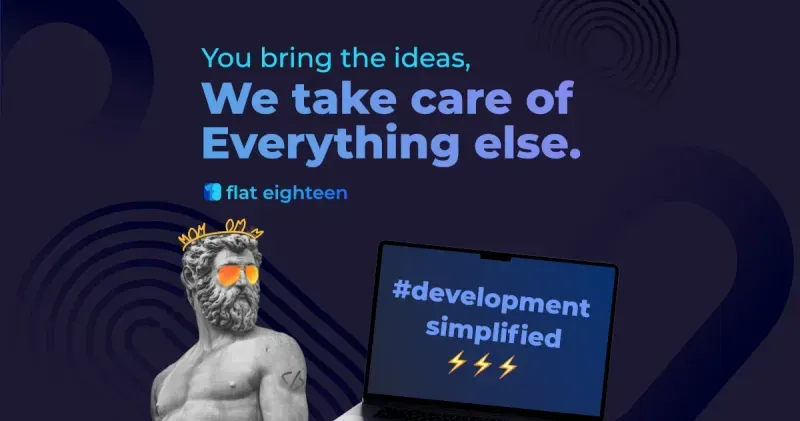 You bring the ideas,
We take care of
Everything else.
flat eighteen
</>
#development
simplified